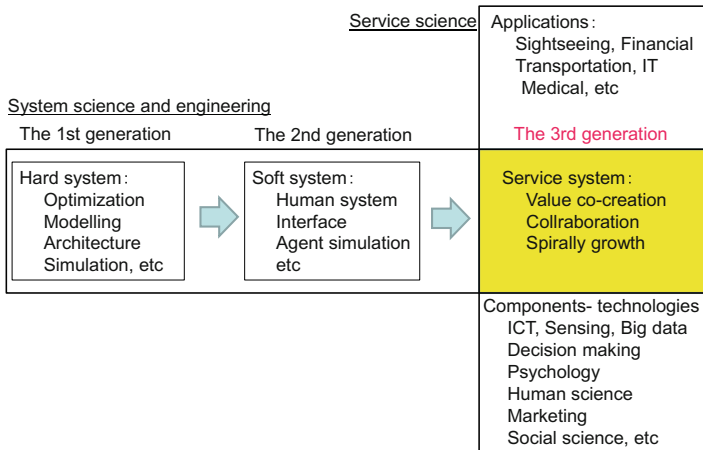 Service science
Applications:
Sightseeing, Financial
Transportation, IT
Medical, etc
System science and engineering
The 1st generation
The 2nd generation
The 3rd generation
Hard system:
Optimization
Modelling
Architecture
Simulation, etc
Soft system:
Human system
Interface
Agent simulation
etc
Service system:
Value co-creation
Collraboration
Spirally growth
Components- technologies
ICT, Sensing, Big data
Decision making
Psychology
Human science
Marketing
Social science, etc